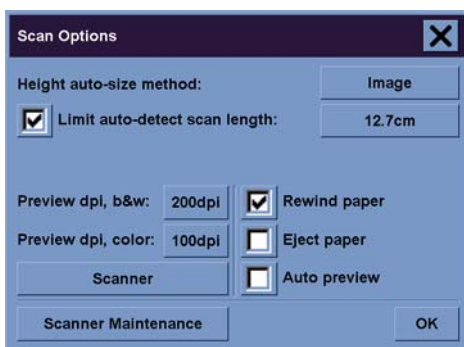 Scan Options
Height auto-size method: Image
Limit auto-detect scan length: 12.7cm
Preview dpi, b&w: 200dpi Rewind paper
Preview dpi, color: 100dpi Eject paper
Scanner Auto preview
Scanner Maintenance OK